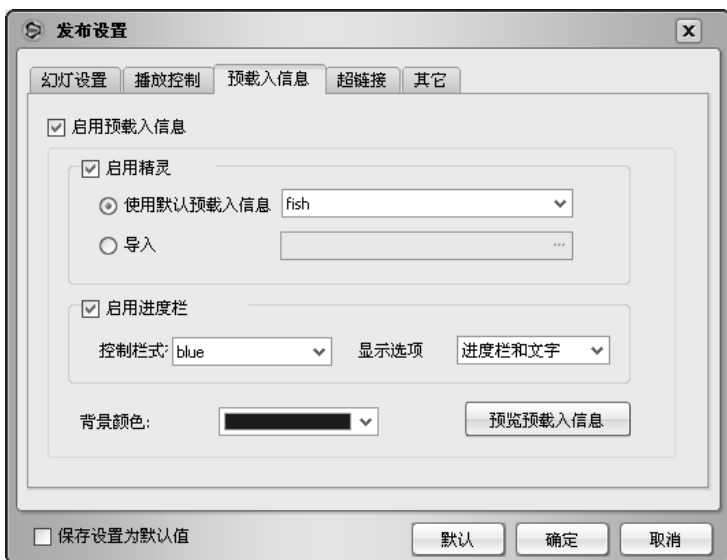 发布设置
幻灯设置 播放控制 预载入信息 超链接 其它
启用预载入信息
启用精灵
使用默认预载入信息 fish
导入 ...
启用进度栏
控制栏式 blue 显示选项 进度栏和文字
背景颜色: 预览预载入信息
保存设置为默认值 默认 确定 取消